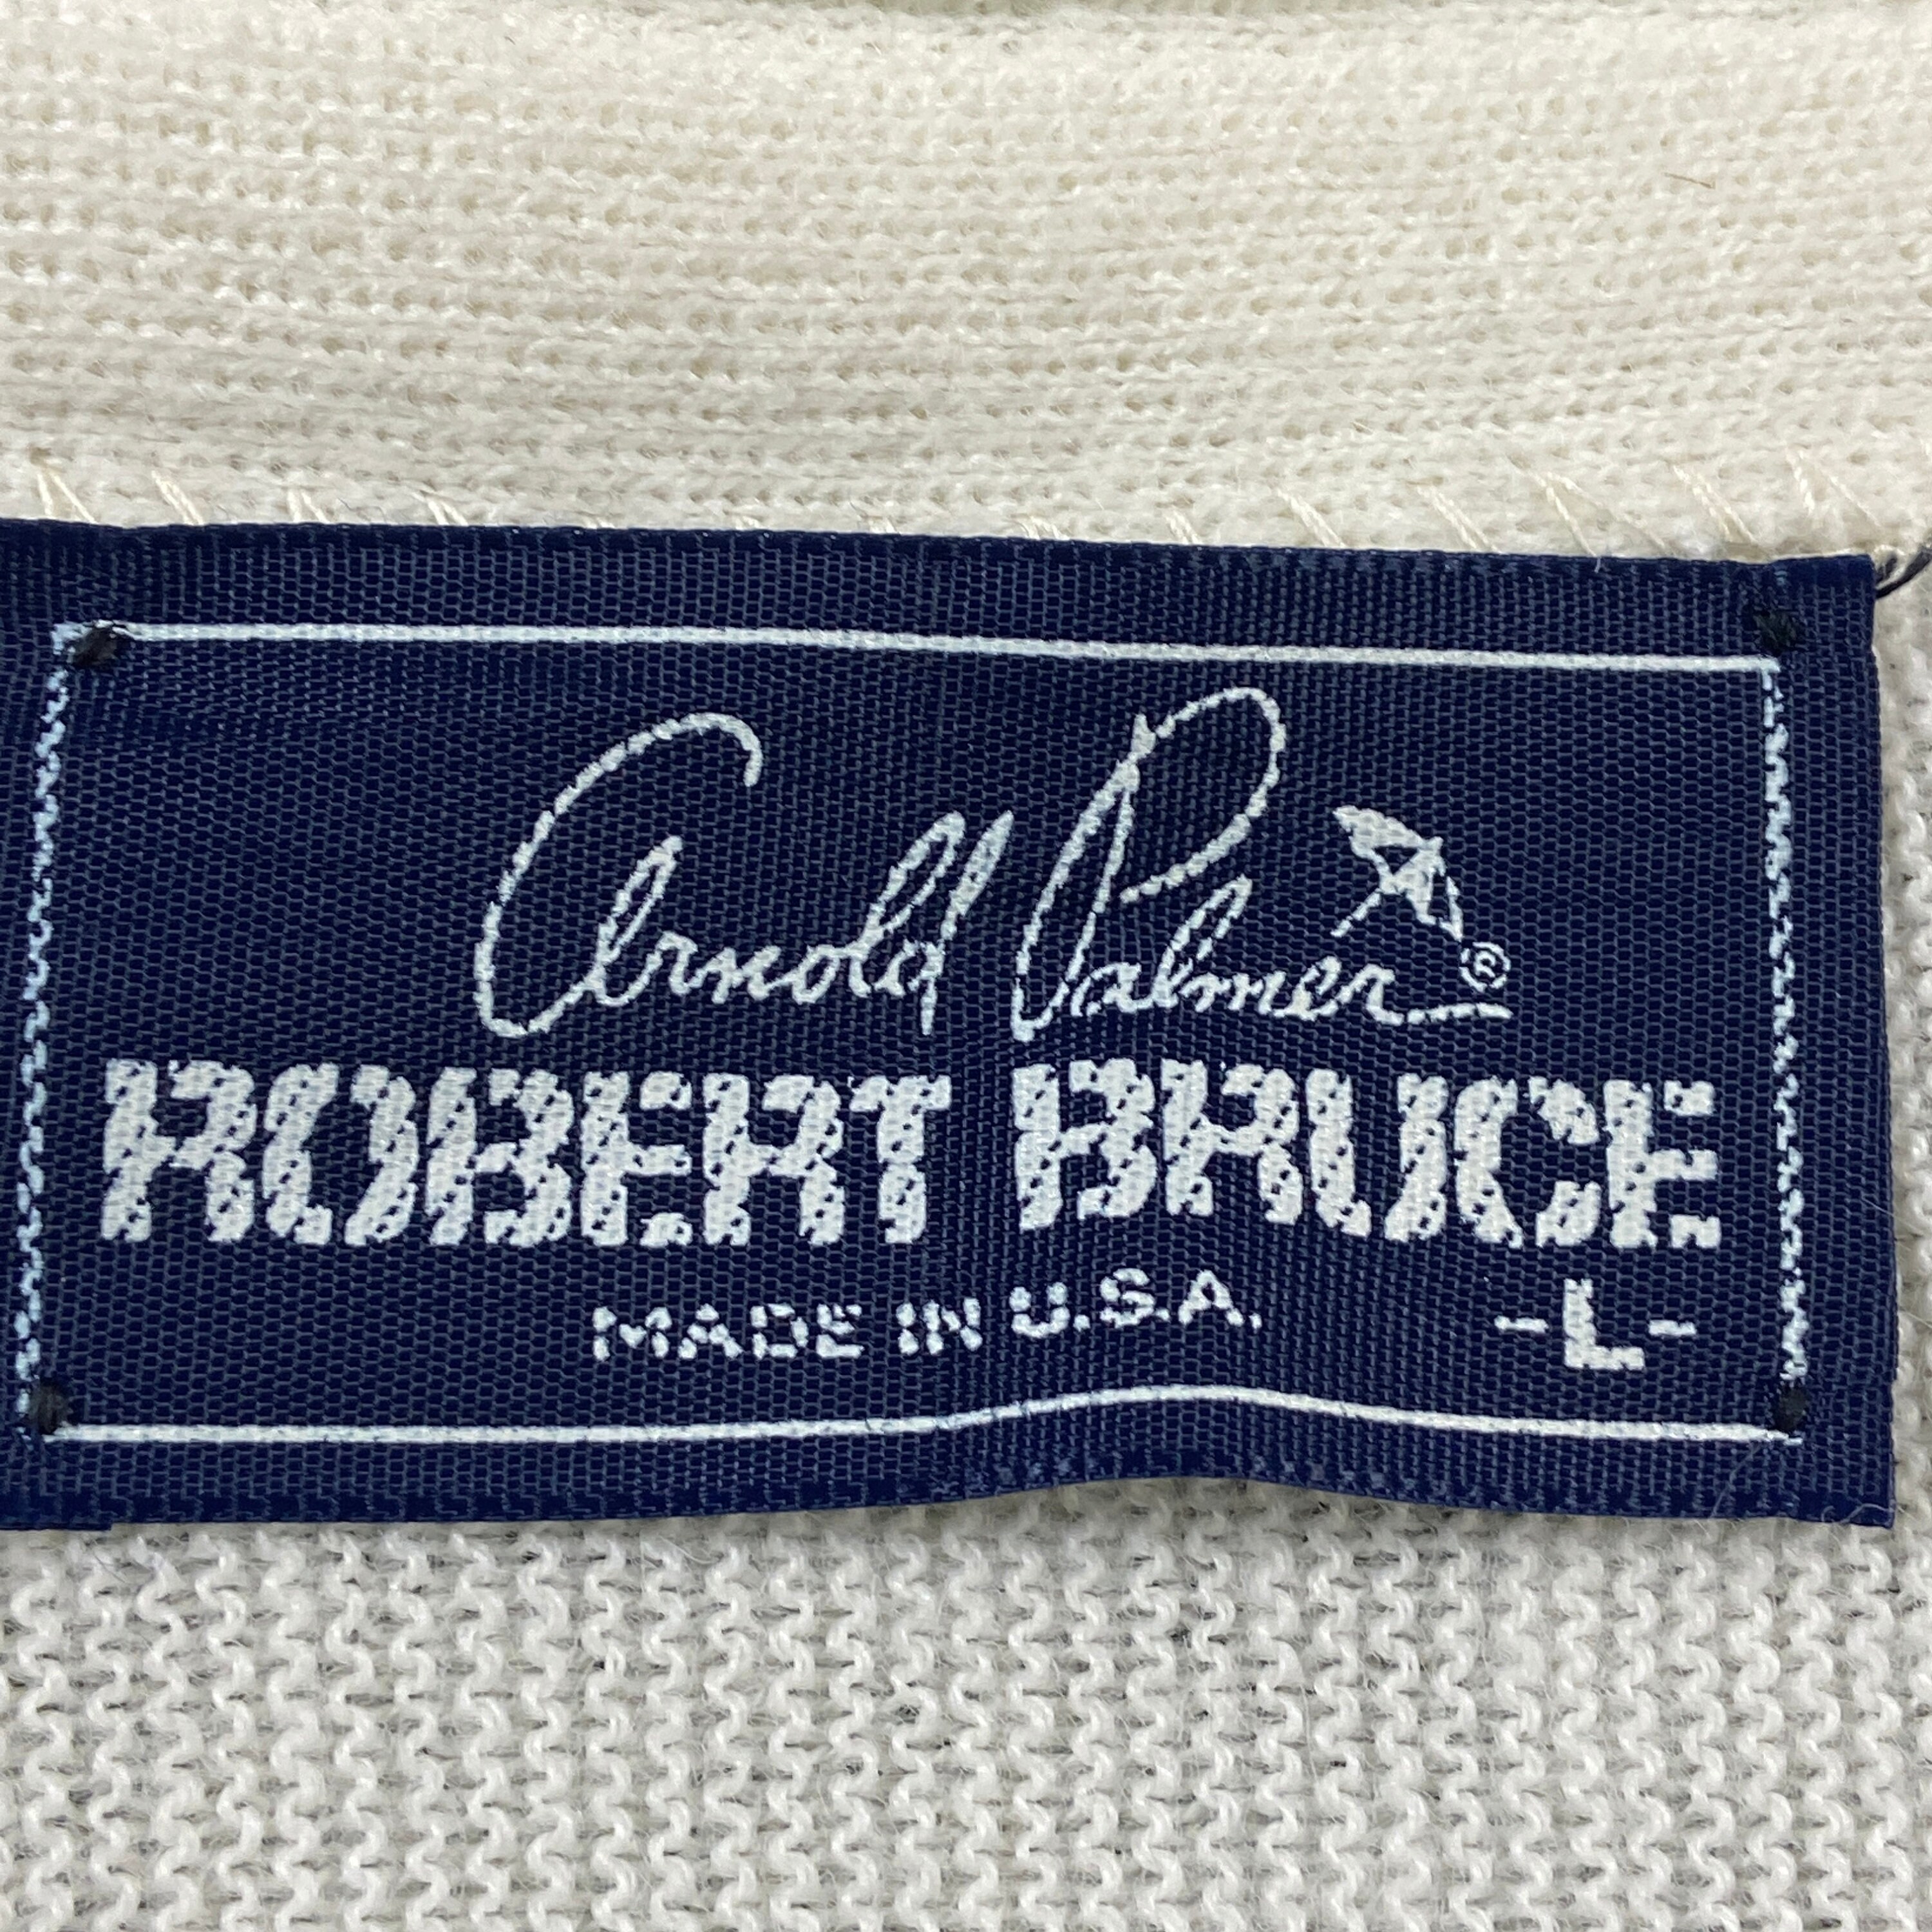 Arnold Palmer ®
ROBERT BRUCE
MADE IN U.S.A.
-L-